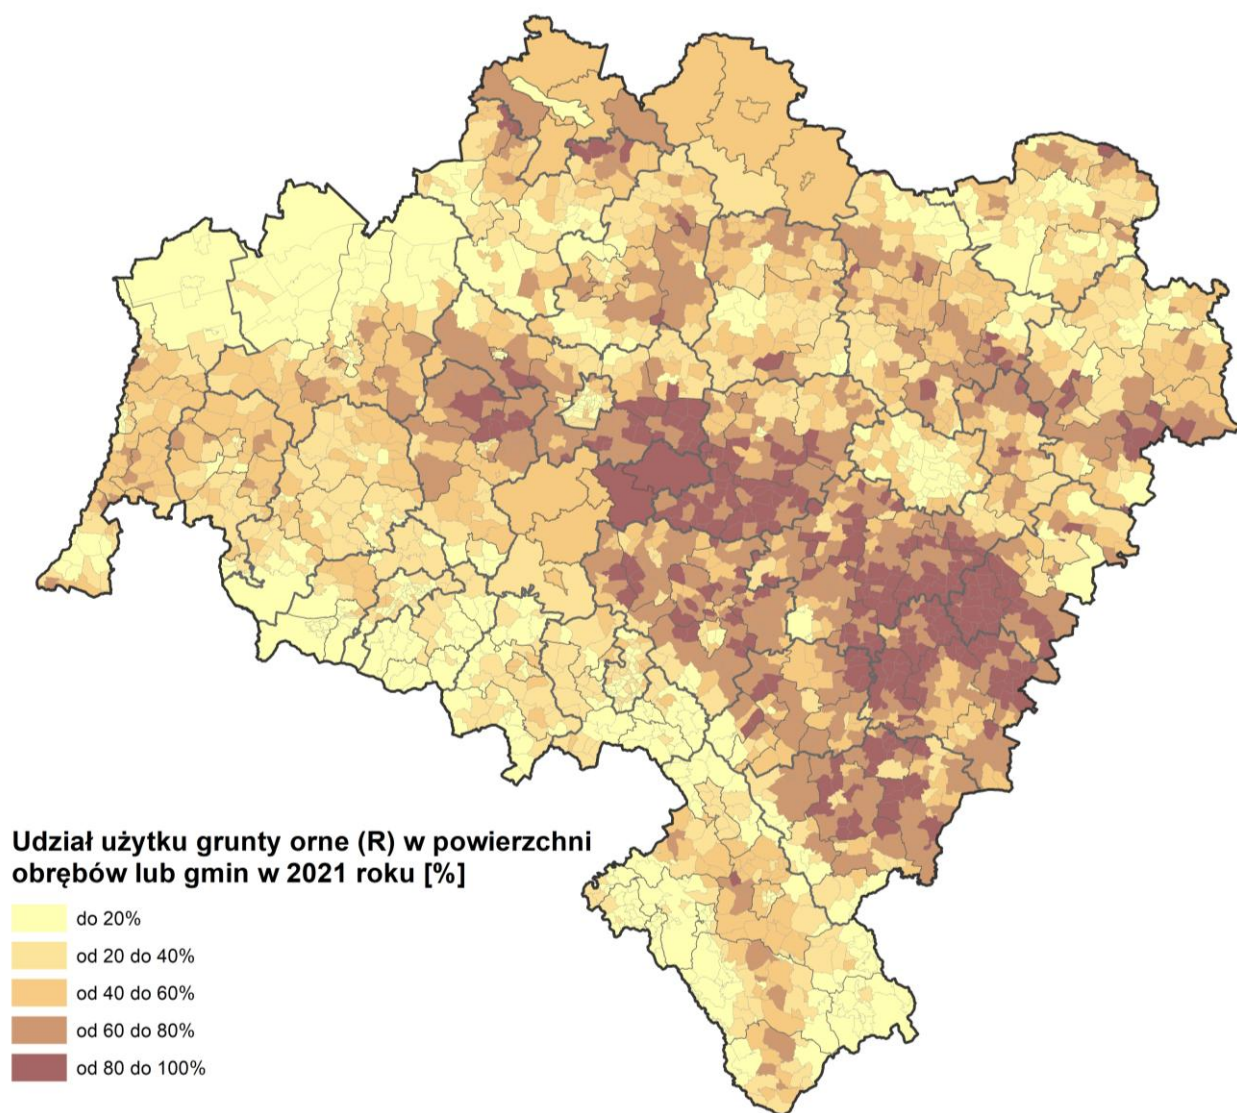 Udział użytku grunty orne (R) w powierzchni
obrębów lub gmin w 2021 roku [%]
do 20%
od 20 do 40%
od 40 do 60%
od 60 do 80%
od 80 do 100%